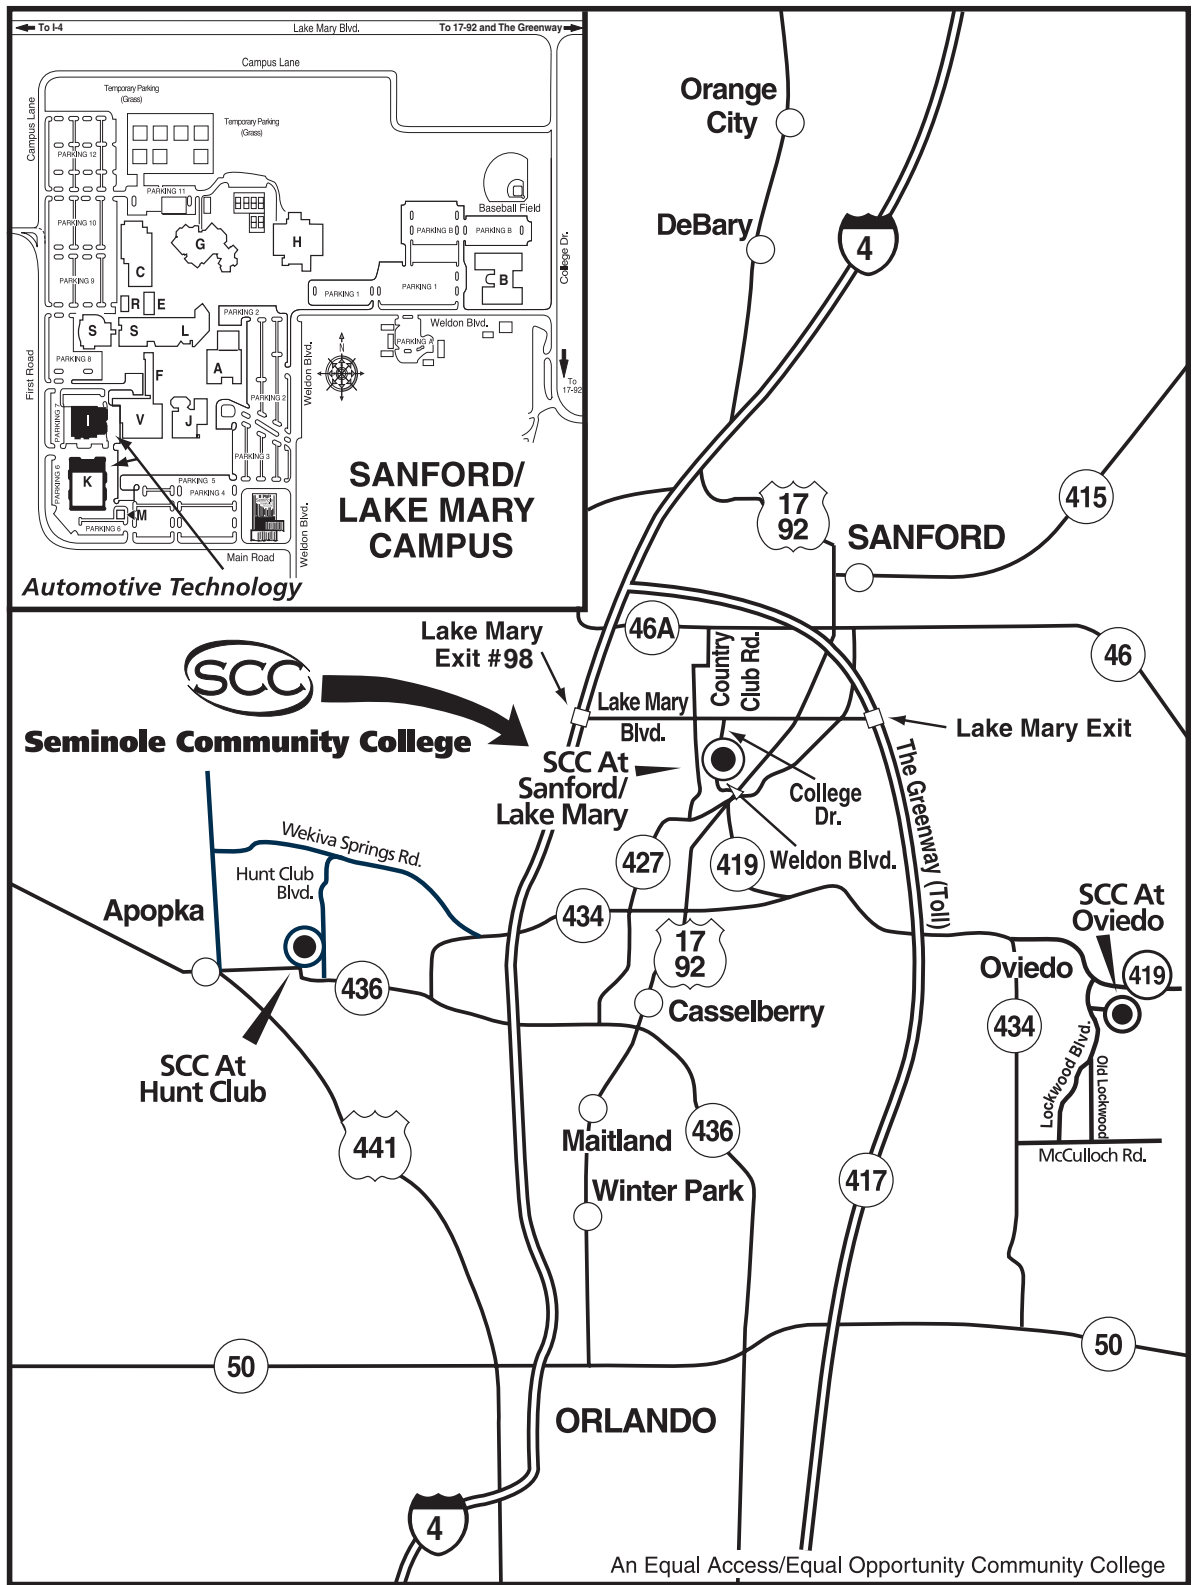 To I-4
Lake Mary Blvd.
To 17-92 and The Greenway
Campus Lane
Campus Lane
Temporary Parking
(Grass)
Temporary Parking
(Grass)
PARKING 12
PARKING 11
PARKING 10
PARKING 9
G
H
C
R
E
S
S
L
Baseball Field
PARKING B
PARKING B
B
College Dr.
PARKING 1
PARKING 1
PARKING 2
Weldon Blvd.
PARKING A
N
To
17-92
First Road
PARKING 8
F
A
Weldon Blvd.
PARKING 2
PARKING 7
I
V
J
PARKING 3
PARKING 6
K
PARKING 5
PARKING 4
M
PARKING 6
Weldon Blvd.
Main Road
SANFORD/
LAKE MARY
CAMPUS
Automotive Technology
Orange
City
DeBary
4
415
17
92
SANFORD
46A
46
Lake Mary
Exit #98
Country
Club Rd.
Lake Mary
Blvd.
Lake Mary Exit
SCC
Seminole Community College
SCC At
Sanford/
Lake Mary
College
Dr.
The Greenway (Toll)
Weldon Blvd.
427
419
Wekiva Springs Rd.
Hunt Club
Blvd.
Apopka
434
17
92
SCC At
Oviedo
Oviedo
419
436
Casselberry
434
SCC At
Hunt Club
Lockwood Blvd.
Old Lockwood
McCulloch Rd.
441
Maitland
436
Winter Park
417
50
50
ORLANDO
4
An Equal Access/Equal Opportunity Community College